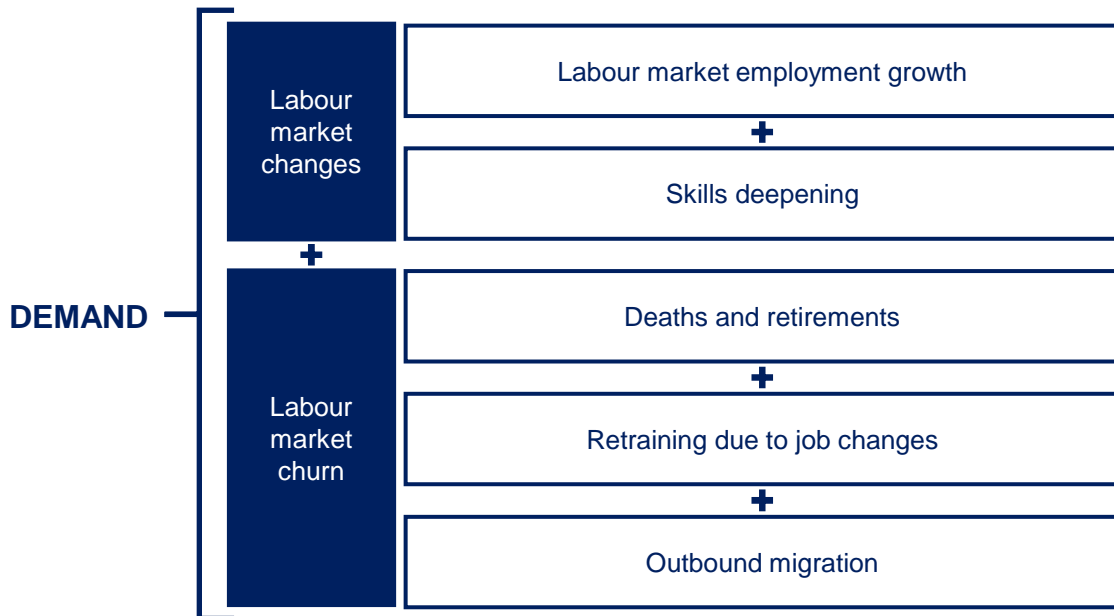 Labour
market
changes
Labour market employment growth
+
Skills deepening
+
DEMAND
Labour
market
churn
Deaths and retirements
+
Retraining due to job changes
+
Outbound migration